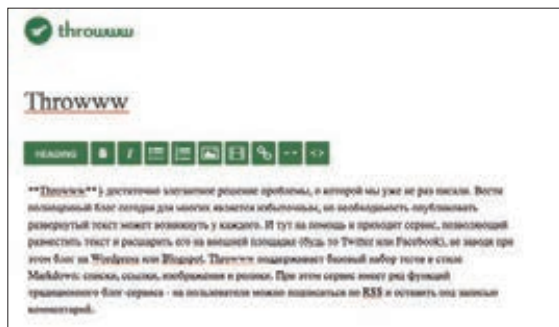 throwww
Throwww
HEADING B I
**Throwww** у достаточно элегантное решение проблемы, о которой мы уже не раз писали. Вести
полноценный блог сегодня для многих является избыточным, но необходимость опубликовать
развернутый текст может возникнуть у каждого. И тут на помощь и приходит сервис, позволяющий
разместить текст и расшарить его на внешней площадке (будь то Twitter или Facebook), не заводя при
этом блог на Wordpress или Blogspot. Throwww поддерживает базовый набор тегов в стиле
Markdown: списки, ссылки, изображения и ролики. При этом сервис имеет ряд функций
традиционного блог-сервиса - на пользователя можно подписаться по RSS и оставить под записью
комментарий.